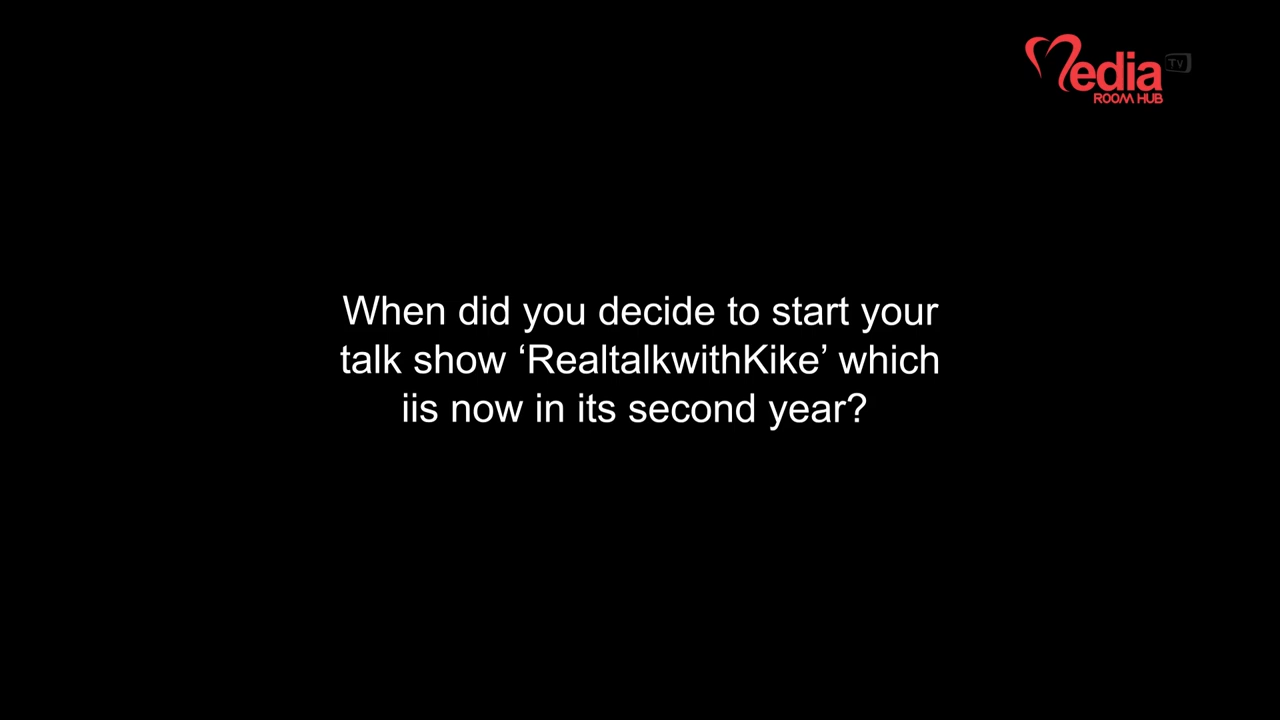 Media TV
ROOM HUB
When did you decide to start your
talk show ‘RealtalkwithKike’ which
iis now in its second year?